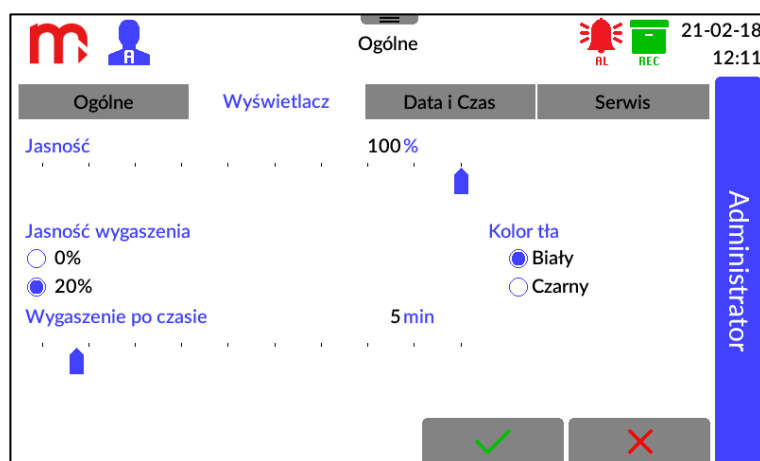 m
A
Ogólne
AL
REC
21-02-18
12:11
Ogólne
Wyświetlacz
Data i Czas
Serwis
Jasność
100%
Jasność wygaszenia
0%
20%
Kolor tła
Biały
Czarny
Wygaszenie po czasie
5 min
Administrator